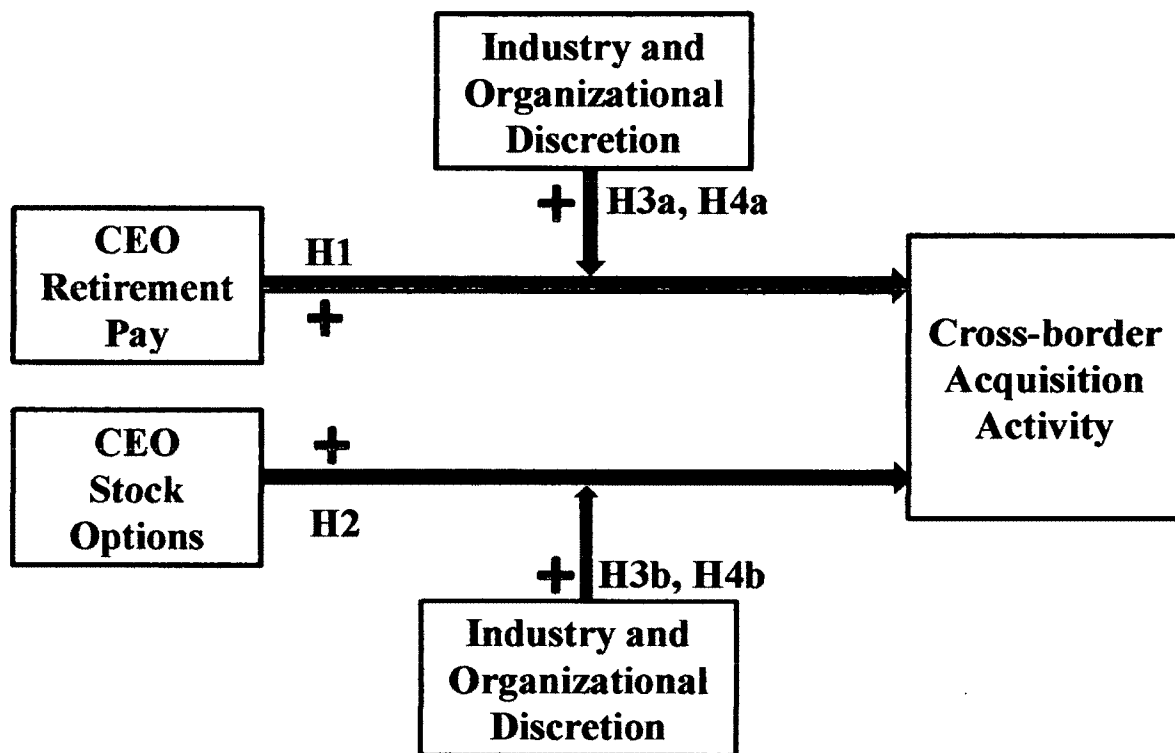 Industry and
Organizational
Discretion
+
H3a, H4a
CEO
Retirement
Pay
H1
+
Cross-border
Acquisition
Activity
CEO
Stock
Options
+
H2
+
H3b, H4b
Industry and
Organizational
Discretion